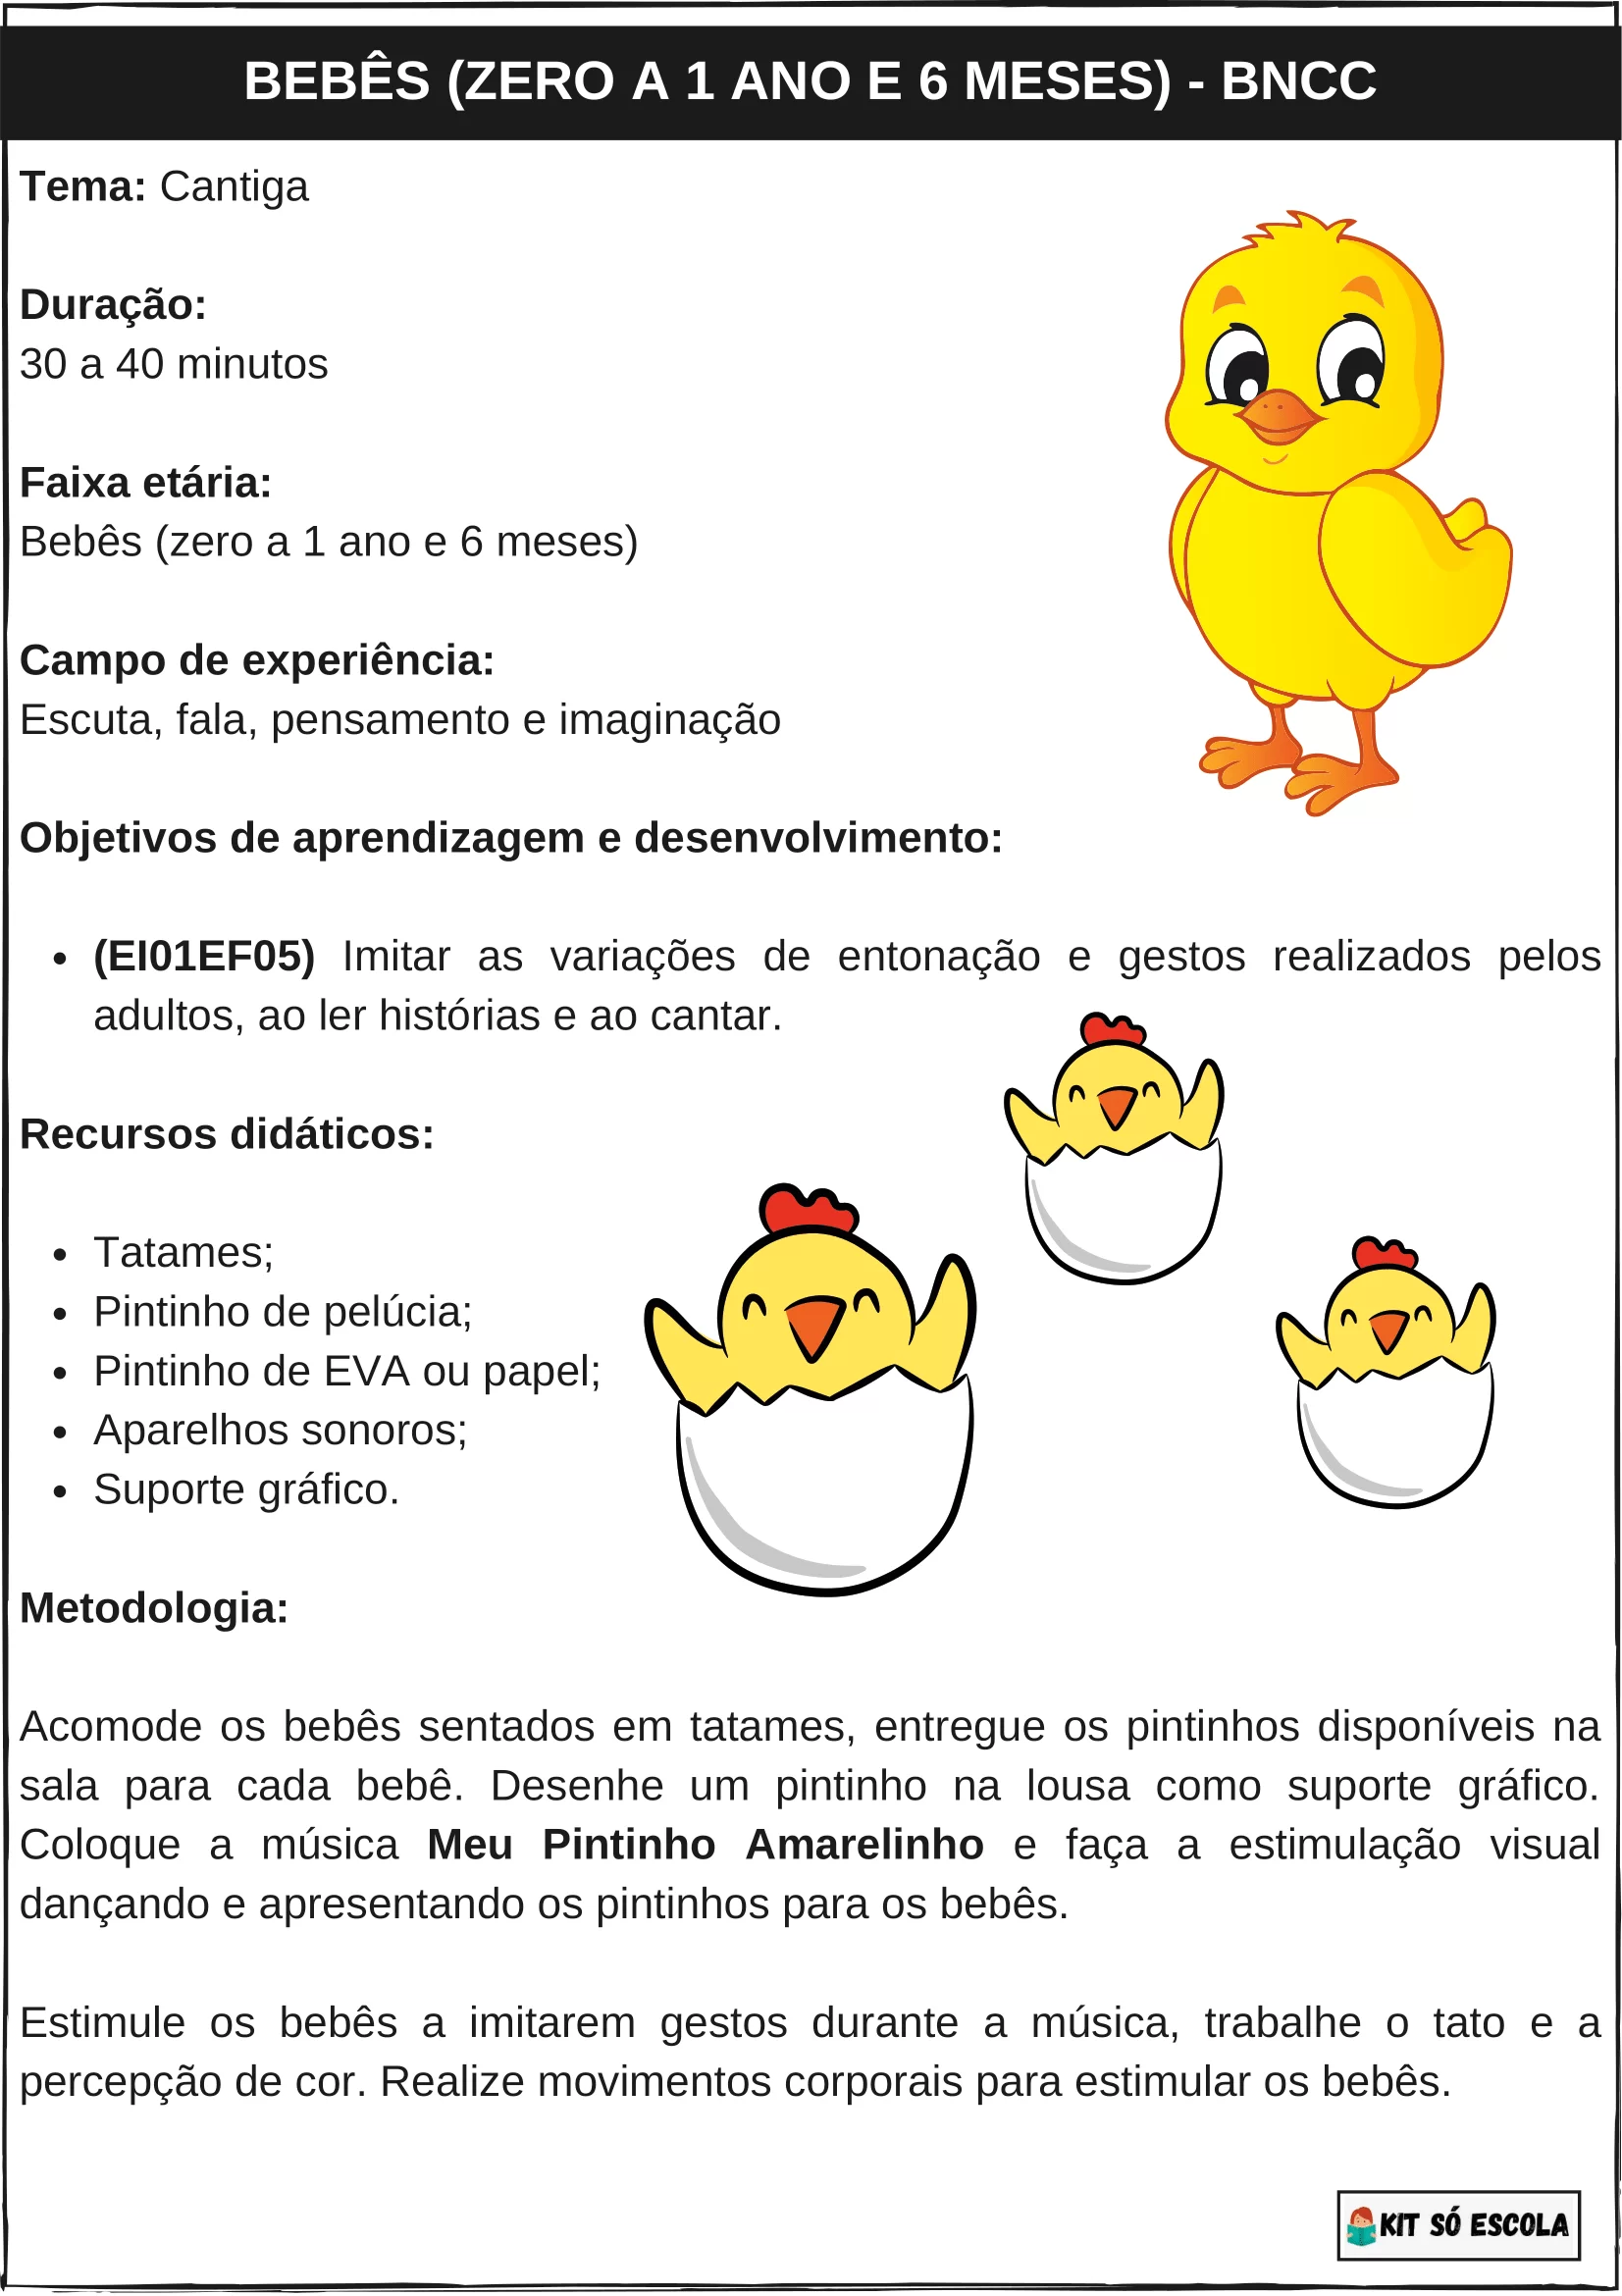 BEBÊS (ZERO A 1 ANO E 6 MESES) - BNCC
Tema: Cantiga
Duração:
30 a 40 minutos
Faixa etária:
Bebês (zero a 1 ano e 6 meses)
Campo de experiência:
Escuta, fala, pensamento e imaginação
Objetivos de aprendizagem e desenvolvimento:
• (EI01EF05) Imitar as variações de entonação e gestos realizados pelos
adultos, ao ler histórias e ao cantar.
Recursos didáticos:
• Tatames;
• Pintinho de pelúcia;
• Pintinho de EVA ou papel;
• Aparelhos sonoros;
• Suporte gráfico.
Metodologia:
Acomode os bebês sentados em tatames, entregue os pintinhos disponíveis na
sala para cada bebê. Desenhe um pintinho na lousa como suporte gráfico.
Coloque a música Meu Pintinho Amarelinho e faça a estimulação visual
dançando e apresentando os pintinhos para os bebês.
Estimule os bebês a imitarem gestos durante a música, trabalhe o tato e a
percepção de cor. Realize movimentos corporais para estimular os bebês.
KIT SÓ ESCOLA